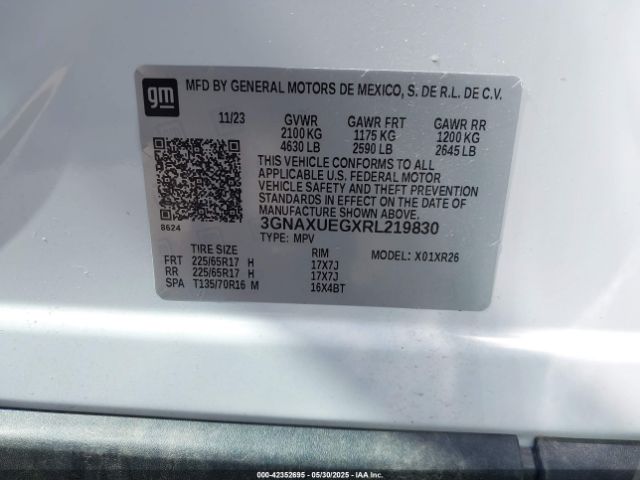 gm
MFD BY GENERAL MOTORS DE MEXICO, S. DE R.L. DE C.V.
11/23 GVWR GAWR FRT GAWR RR
2100 KG 1175 KG 1200 KG
4630 LB 2590 LB 2645 LB
THIS VEHICLE CONFORMS TO ALL
APPLICABLE U.S. FEDERAL MOTOR
VEHICLE SAFETY AND THEFT PREVENTION
STANDARDS IN EFFECT ON THE DATE OF
MANUFACTURE SHOWN ABOVE.
8624 3GNAXUEGXRL219830
TYPE: MPV MODEL: X01XR26
TIRE SIZE RIM
FRT 225/65R17 H 17X7J
RR 225/65R17 H 17X7J
SPA T135/70R16 M 16X4BT
000-42352695 - 05/30/2025 - IAAI.COM